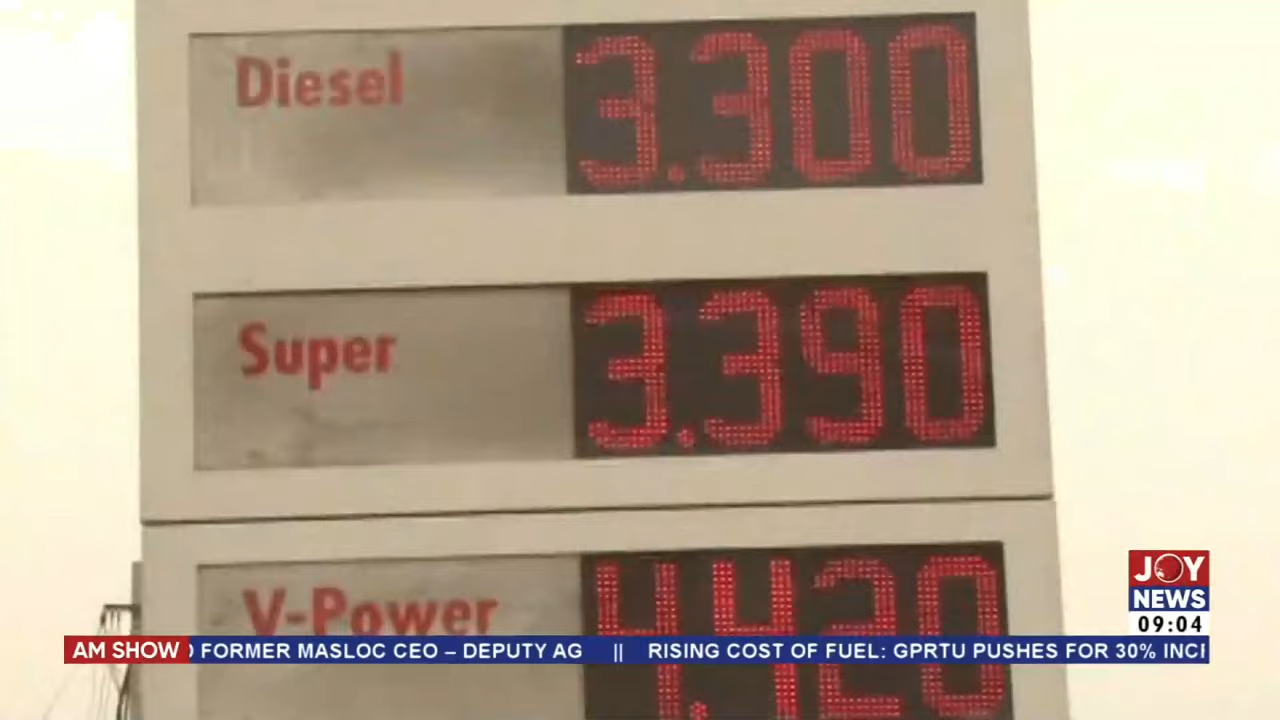 Diesel 3.300
Super 3.390
V-Power 4.420
JOY
NEWS
09:04
AM SHOW FORMER MASLOC CEO – DEPUTY AG || RISING COST OF FUEL: GPRTU PUSHES FOR 30%